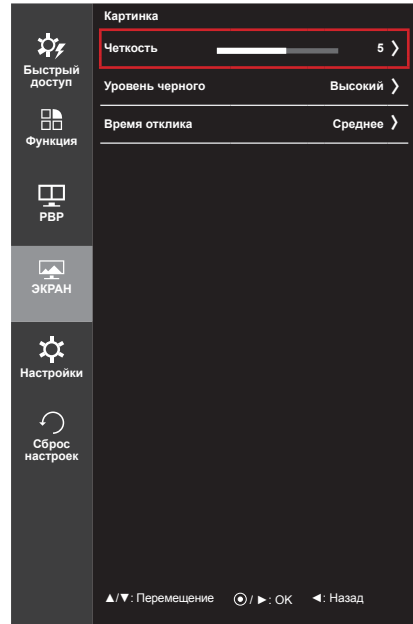 Картинка
Быстрый
доступ
Функция
PBP
ЭКРАН
Настройки
Сброс
настроек
Четкость 5 ❯
Уровень черного Высокий ❯
Время отклика Среднее ❯
▲/▼: Перемещение ◉ / ►: OK ◄: Назад